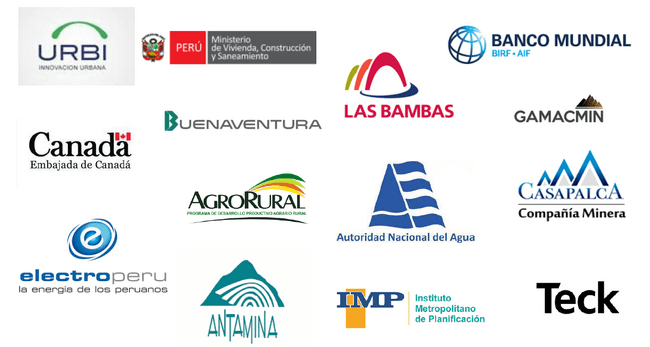 URBI
INNOVACION URBANA
PERÚ
Ministerio
de Vivienda, Construcción
y Saneamiento
BANCO MUNDIAL
BIRF • AIF
LAS BAMBAS
BUENAVENTURA
GAMACMIN
Canada
Embajada de Canadá
AGRORURAL
PROGRAMA DE DESARROLLO PRODUCTIVO AGRARIO RURAL
Autoridad Nacional del Agua
CASAPALCA
Compañía Minera
electroperu
la energía de los peruanos
ANTAMINA
IMP
Instituto
Metropolitano
de Planificación
Teck